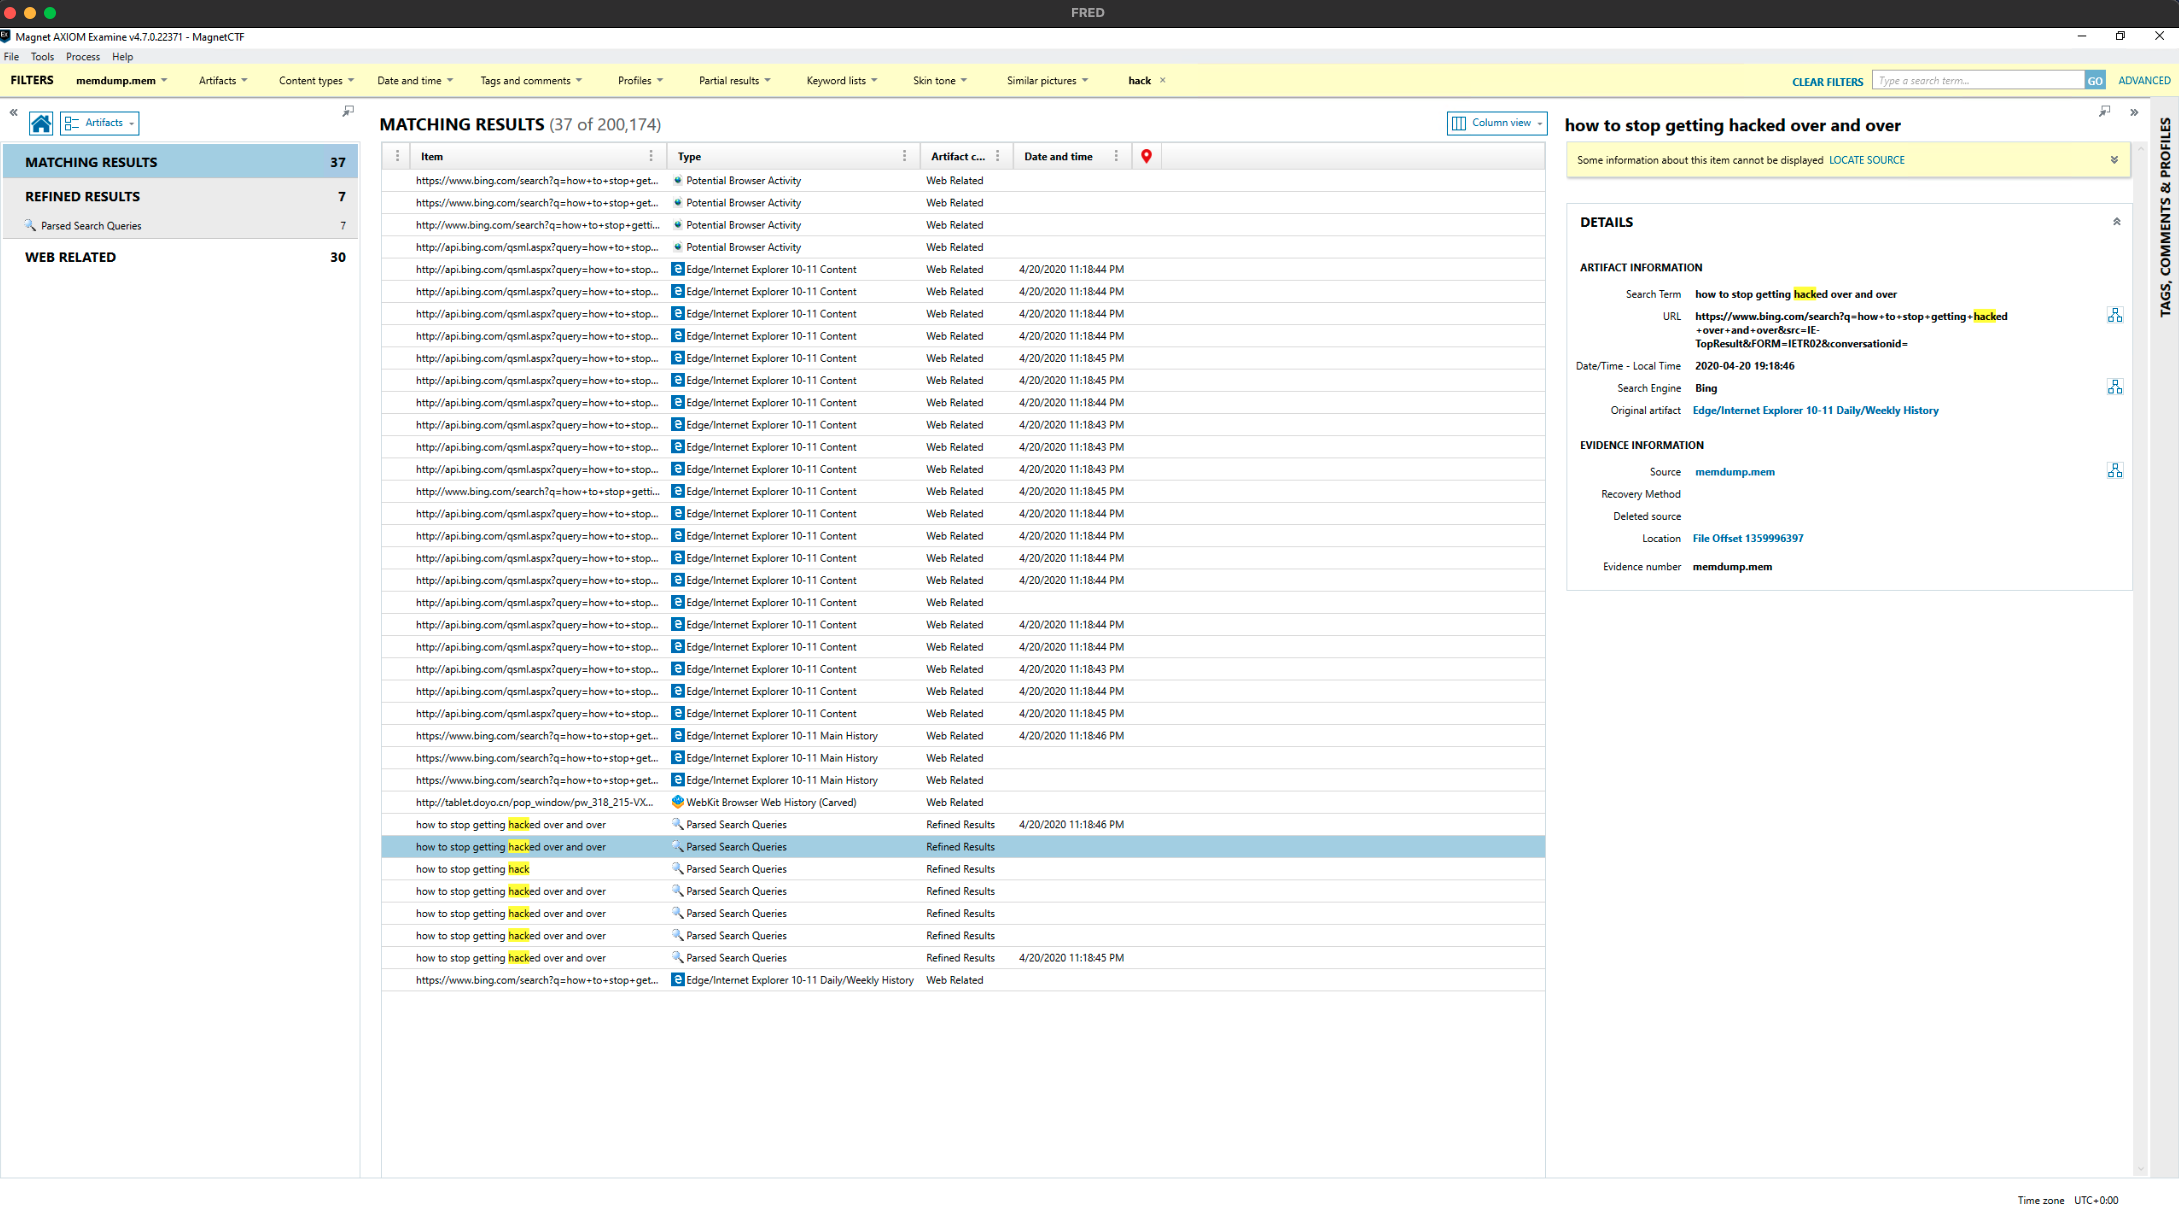 FRED
Magnet AXIOM Examine v4.7.0.22371 - MagnetCTF
File Tools Process Help
FILTERS memdump.mem Artifacts Content types Date and time Tags and comments Profiles Partial results Keyword lists Skin tone Similar pictures hack × CLEAR FILTERS Type a search term... GO ADVANCED
Artifacts
MATCHING RESULTS 37
REFINED RESULTS 7
Parsed Search Queries 7
WEB RELATED 30
MATCHING RESULTS (37 of 200,174)
Column view
Item Type Artifact c... Date and time
https://www.bing.com/search?q=how+to+stop+get... Potential Browser Activity Web Related
https://www.bing.com/search?q=how+to+stop+get... Potential Browser Activity Web Related
http://www.bing.com/search?q=how+to+stop+getti... Potential Browser Activity Web Related
http://api.bing.com/qsml.aspx?query=how+to+stop... Potential Browser Activity Web Related
http://api.bing.com/qsml.aspx?query=how+to+stop... Edge/Internet Explorer 10-11 Content Web Related 4/20/2020 11:18:44 PM
http://api.bing.com/qsml.aspx?query=how+to+stop... Edge/Internet Explorer 10-11 Content Web Related 4/20/2020 11:18:44 PM
http://api.bing.com/qsml.aspx?query=how+to+stop... Edge/Internet Explorer 10-11 Content Web Related 4/20/2020 11:18:44 PM
http://api.bing.com/qsml.aspx?query=how+to+stop... Edge/Internet Explorer 10-11 Content Web Related 4/20/2020 11:18:44 PM
http://api.bing.com/qsml.aspx?query=how+to+stop... Edge/Internet Explorer 10-11 Content Web Related 4/20/2020 11:18:45 PM
http://api.bing.com/qsml.aspx?query=how+to+stop... Edge/Internet Explorer 10-11 Content Web Related 4/20/2020 11:18:45 PM
http://api.bing.com/qsml.aspx?query=how+to+stop... Edge/Internet Explorer 10-11 Content Web Related 4/20/2020 11:18:44 PM
http://api.bing.com/qsml.aspx?query=how+to+stop... Edge/Internet Explorer 10-11 Content Web Related 4/20/2020 11:18:43 PM
http://api.bing.com/qsml.aspx?query=how+to+stop... Edge/Internet Explorer 10-11 Content Web Related 4/20/2020 11:18:43 PM
http://api.bing.com/qsml.aspx?query=how+to+stop... Edge/Internet Explorer 10-11 Content Web Related 4/20/2020 11:18:43 PM
http://www.bing.com/search?q=how+to+stop+getti... Edge/Internet Explorer 10-11 Content Web Related 4/20/2020 11:18:45 PM
http://api.bing.com/qsml.aspx?query=how+to+stop... Edge/Internet Explorer 10-11 Content Web Related 4/20/2020 11:18:44 PM
http://api.bing.com/qsml.aspx?query=how+to+stop... Edge/Internet Explorer 10-11 Content Web Related 4/20/2020 11:18:44 PM
http://api.bing.com/qsml.aspx?query=how+to+stop... Edge/Internet Explorer 10-11 Content Web Related 4/20/2020 11:18:44 PM
http://api.bing.com/qsml.aspx?query=how+to+stop... Edge/Internet Explorer 10-11 Content Web Related 4/20/2020 11:18:44 PM
http://api.bing.com/qsml.aspx?query=how+to+stop... Edge/Internet Explorer 10-11 Content Web Related
http://api.bing.com/qsml.aspx?query=how+to+stop... Edge/Internet Explorer 10-11 Content Web Related 4/20/2020 11:18:44 PM
http://api.bing.com/qsml.aspx?query=how+to+stop... Edge/Internet Explorer 10-11 Content Web Related 4/20/2020 11:18:44 PM
http://api.bing.com/qsml.aspx?query=how+to+stop... Edge/Internet Explorer 10-11 Content Web Related 4/20/2020 11:18:43 PM
http://api.bing.com/qsml.aspx?query=how+to+stop... Edge/Internet Explorer 10-11 Content Web Related 4/20/2020 11:18:44 PM
http://api.bing.com/qsml.aspx?query=how+to+stop... Edge/Internet Explorer 10-11 Content Web Related 4/20/2020 11:18:45 PM
https://www.bing.com/search?q=how+to+stop+get... Edge/Internet Explorer 10-11 Main History Web Related 4/20/2020 11:18:46 PM
https://www.bing.com/search?q=how+to+stop+get... Edge/Internet Explorer 10-11 Main History Web Related
https://www.bing.com/search?q=how+to+stop+get... Edge/Internet Explorer 10-11 Main History Web Related
http://tablet.doyo.cn/pop_window/pw_318_215-VX... WebKit Browser Web History (Carved) Web Related
how to stop getting hacked over and over Parsed Search Queries Refined Results 4/20/2020 11:18:46 PM
how to stop getting hacked over and over Parsed Search Queries Refined Results
how to stop getting hack Parsed Search Queries Refined Results
how to stop getting hacked over and over Parsed Search Queries Refined Results
how to stop getting hacked over and over Parsed Search Queries Refined Results
how to stop getting hacked over and over Parsed Search Queries Refined Results
how to stop getting hacked over and over Parsed Search Queries Refined Results 4/20/2020 11:18:45 PM
https://www.bing.com/search?q=how+to+stop+get... Edge/Internet Explorer 10-11 Daily/Weekly History Web Related
how to stop getting hacked over and over
Some information about this item cannot be displayed LOCATE SOURCE
DETAILS
ARTIFACT INFORMATION
Search Term how to stop getting hacked over and over
URL https://www.bing.com/search?q=how+to+stop+getting+hacked
+over+and+over&src=IE-
TopResult&FORM=IETR02&conversationid=
Date/Time - Local Time 2020-04-20 19:18:46
Search Engine Bing
Original artifact Edge/Internet Explorer 10-11 Daily/Weekly History
EVIDENCE INFORMATION
Source memdump.mem
Recovery Method
Deleted source
Location File Offset 1359996397
Evidence number memdump.mem
TAGS, COMMENTS & PROFILES
Time zone UTC+0:00